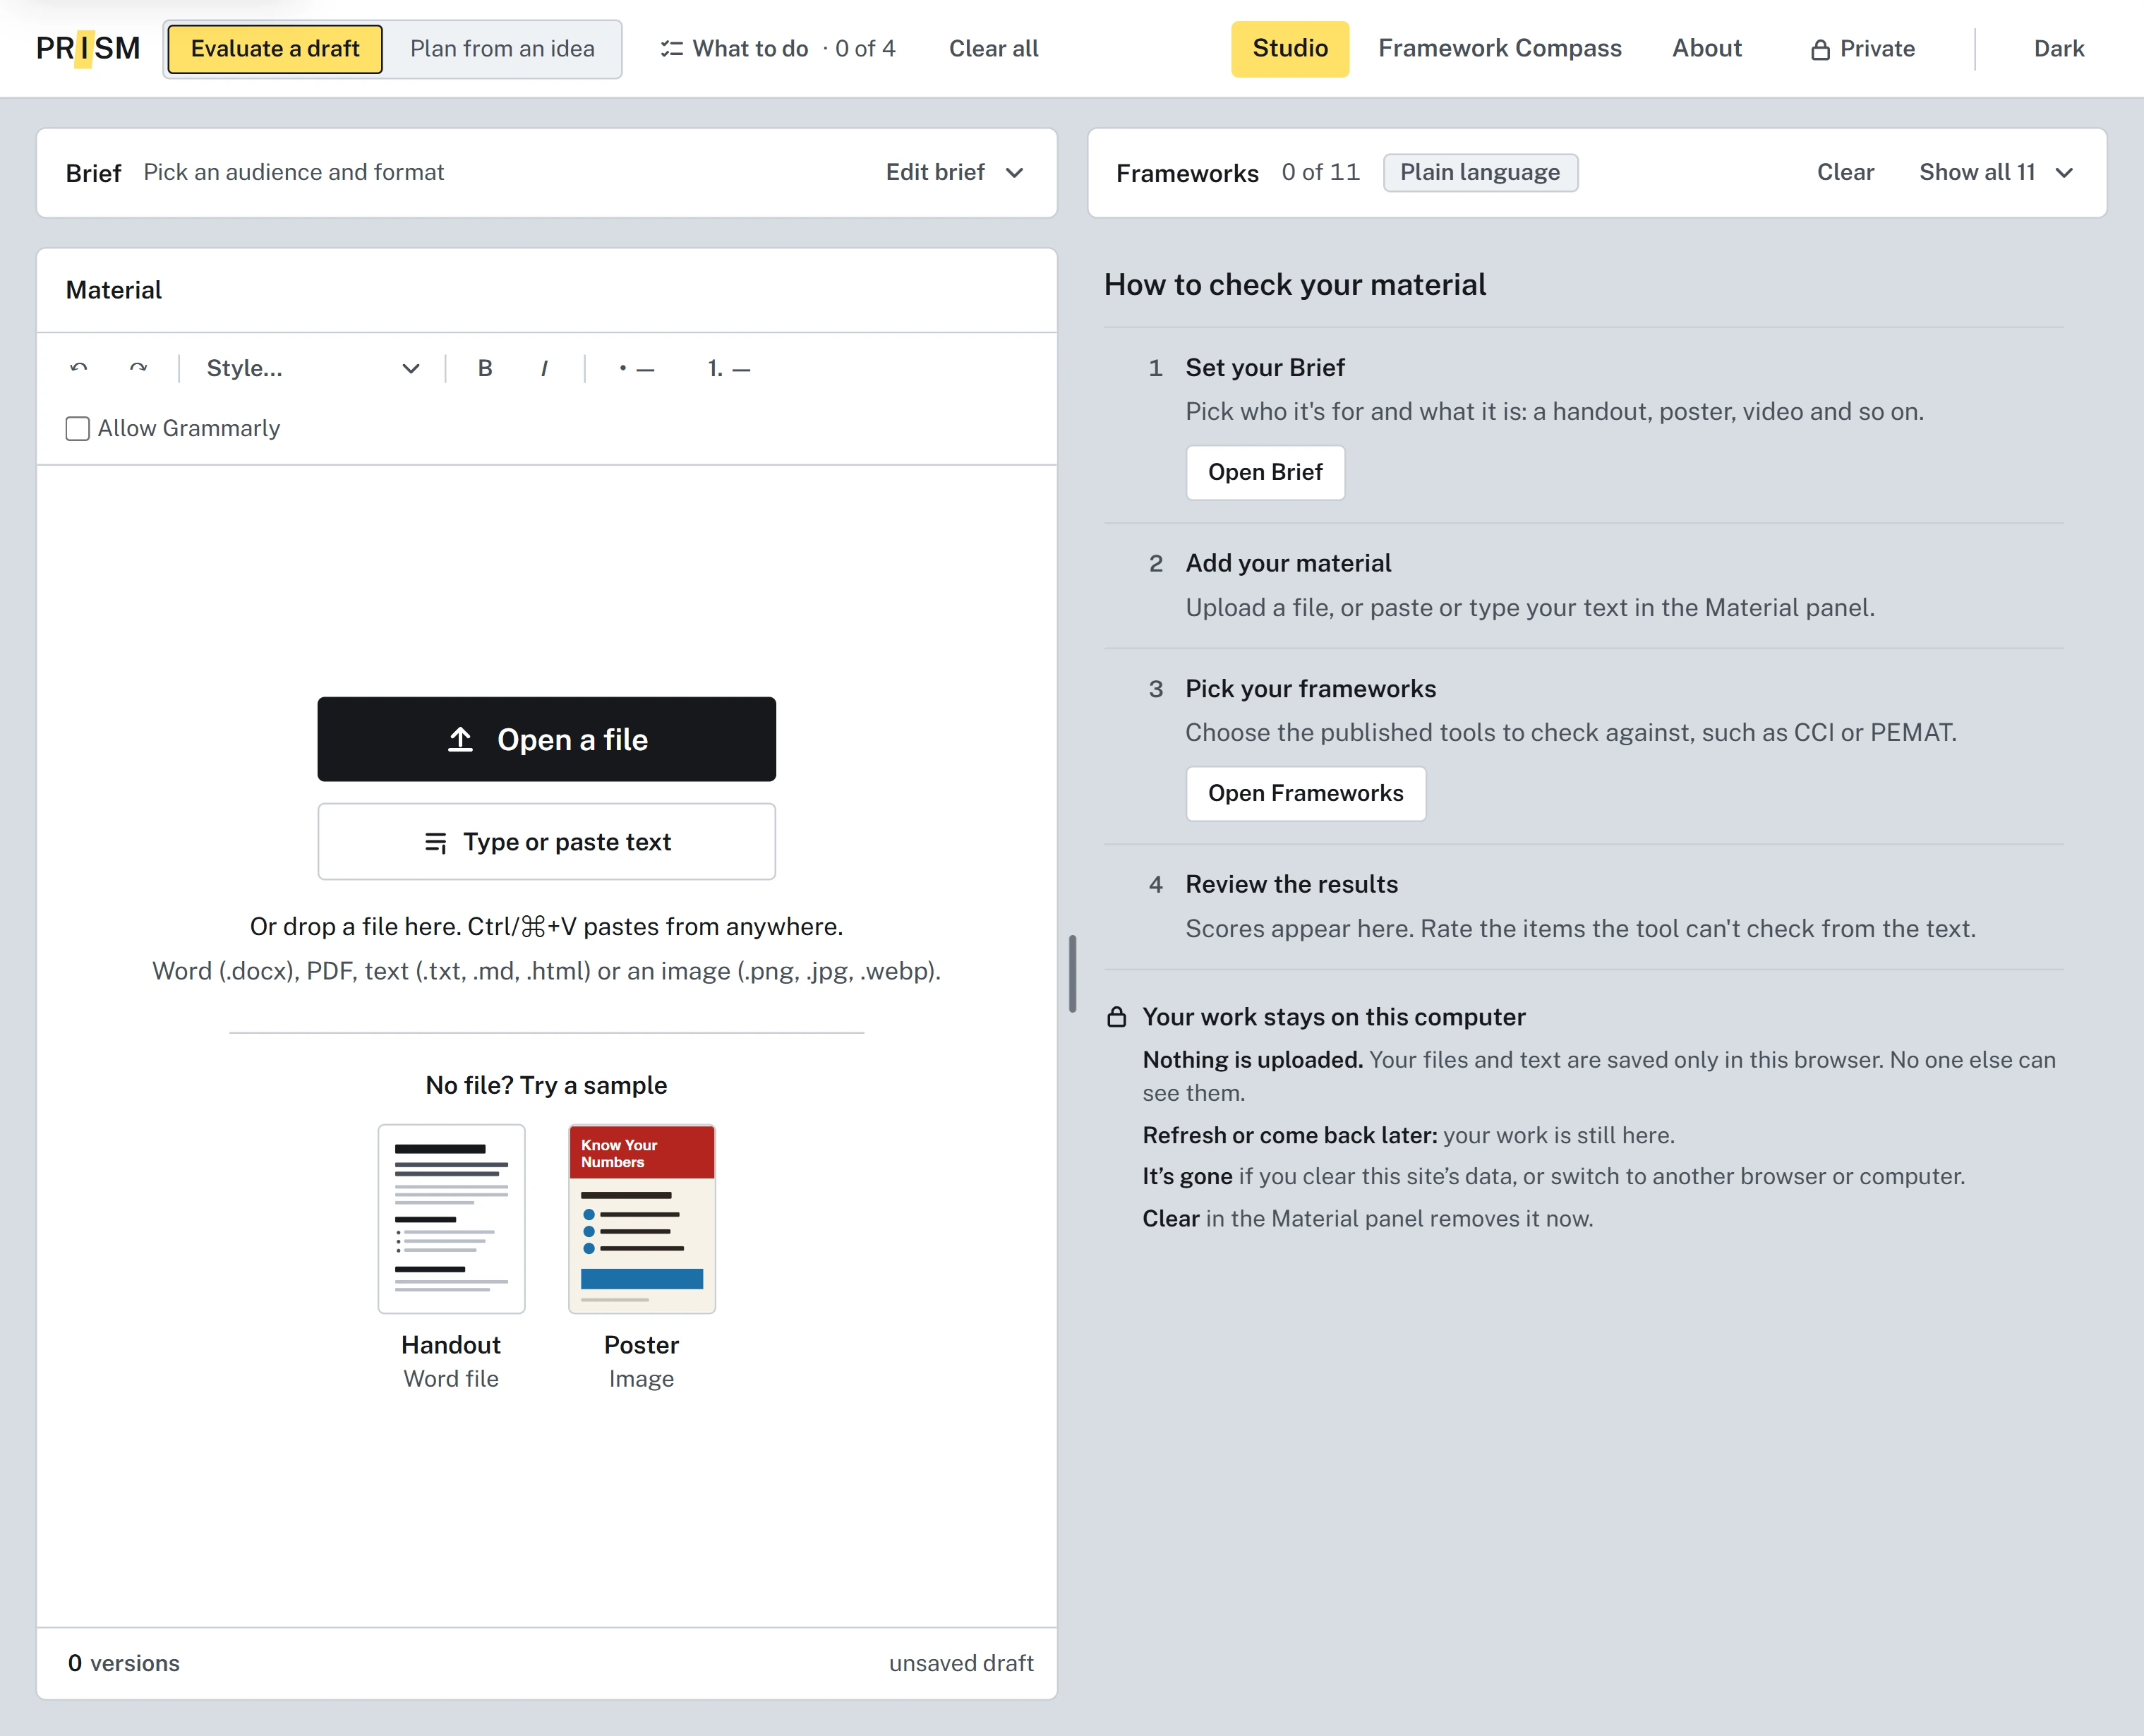 PRISM
Evaluate a draft
Plan from an idea
What to do · 0 of 4
Clear all
Studio
Framework Compass
About
Private
Dark
Brief Pick an audience and format
Edit brief
Material
Style...
B
I
• —
1. —
Allow Grammarly
Open a file
Type or paste text
Or drop a file here. Ctrl/⌘+V pastes from anywhere.
Word (.docx), PDF, text (.txt, .md, .html) or an image (.png, .jpg, .webp).
No file? Try a sample
Know Your
Numbers
Handout
Word file
Poster
Image
0 versions
unsaved draft
Frameworks 0 of 11 Plain language
Clear
Show all 11
How to check your material
1 Set your Brief
Pick who it's for and what it is: a handout, poster, video and so on.
Open Brief
2 Add your material
Upload a file, or paste or type your text in the Material panel.
3 Pick your frameworks
Choose the published tools to check against, such as CCI or PEMAT.
Open Frameworks
4 Review the results
Scores appear here. Rate the items the tool can't check from the text.
Your work stays on this computer
Nothing is uploaded. Your files and text are saved only in this browser. No one else can
see them.
Refresh or come back later: your work is still here.
It’s gone if you clear this site’s data, or switch to another browser or computer.
Clear in the Material panel removes it now.